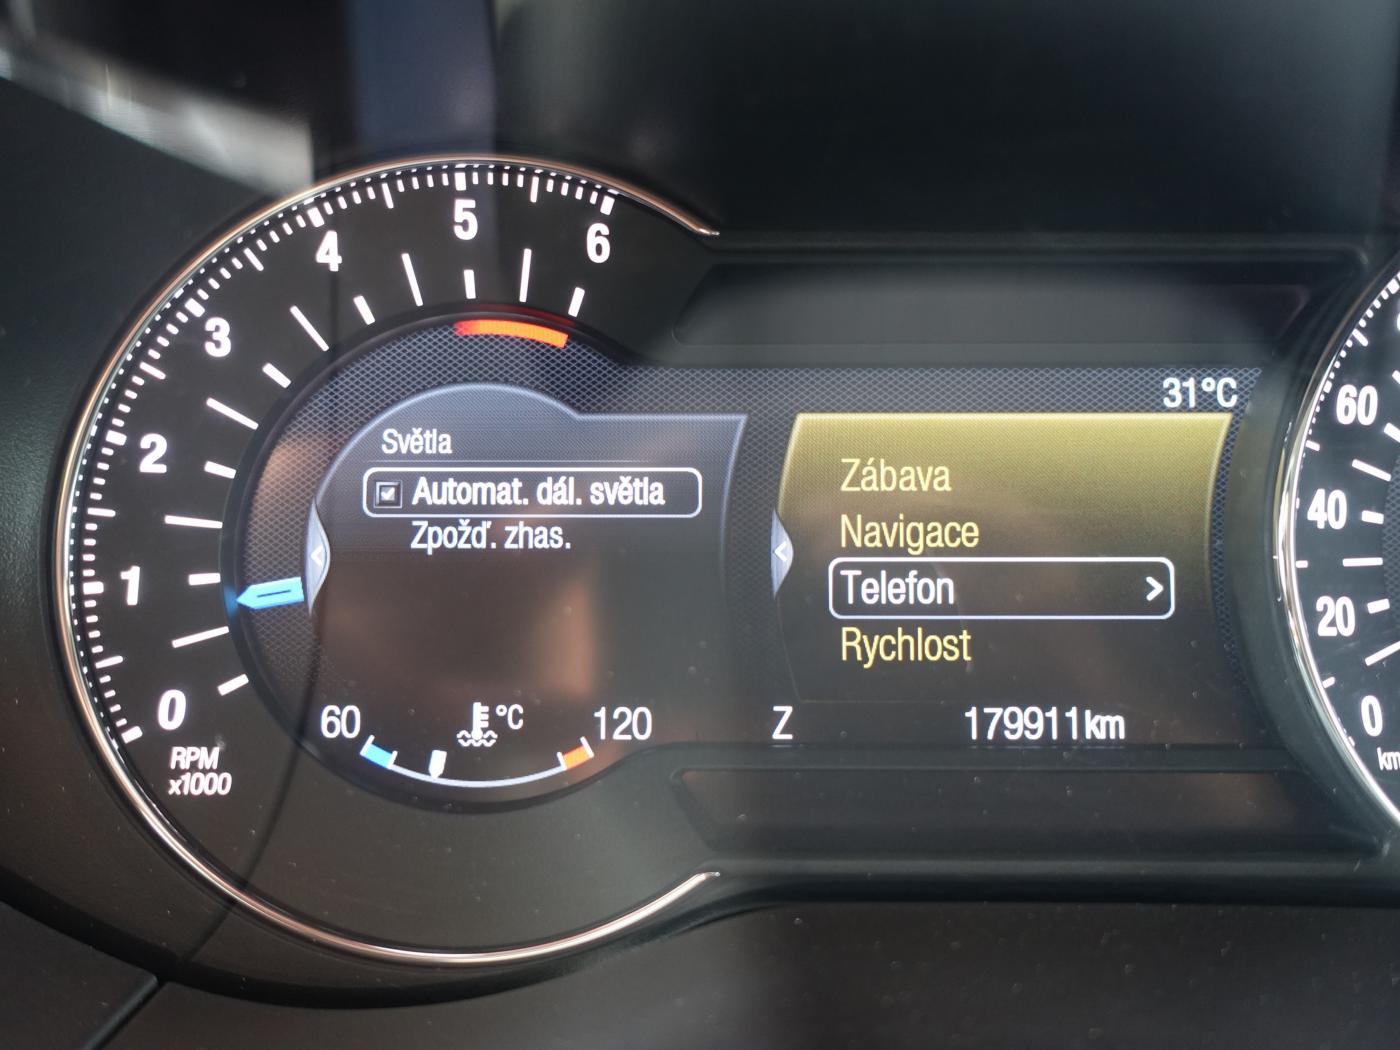 0
1
2
3
4
5
6
RPM
x1000
Světla
Automat. dál. světla
Zpožď. zhas.
60
°C
120
31°C
Zábava
Navigace
Telefon >
Rychlost
Z
179911km
60
40
20
0